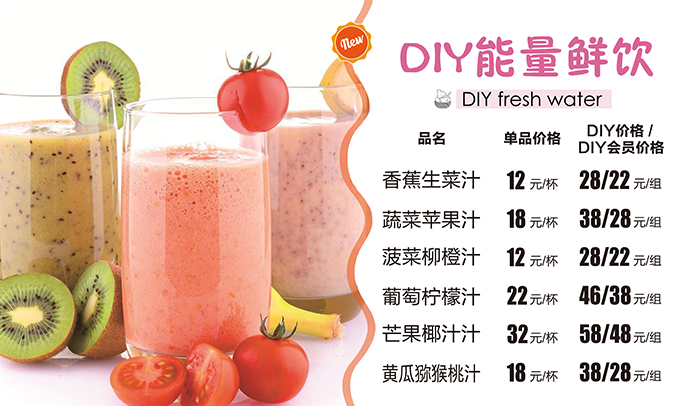 New
DIY能量鲜饮
DIY fresh water
品名 单品价格 DIY价格 /
DIY会员价格
香蕉生菜汁 12 元/杯 28/22 元/组
蔬菜苹果汁 18 元/杯 38/28 元/组
菠菜柳橙汁 12 元/杯 28/22 元/组
葡萄柠檬汁 22 元/杯 46/38 元/组
芒果椰汁汁 32 元/杯 58/48 元/组
黄瓜猕猴桃汁 18 元/杯 38/28 元/组